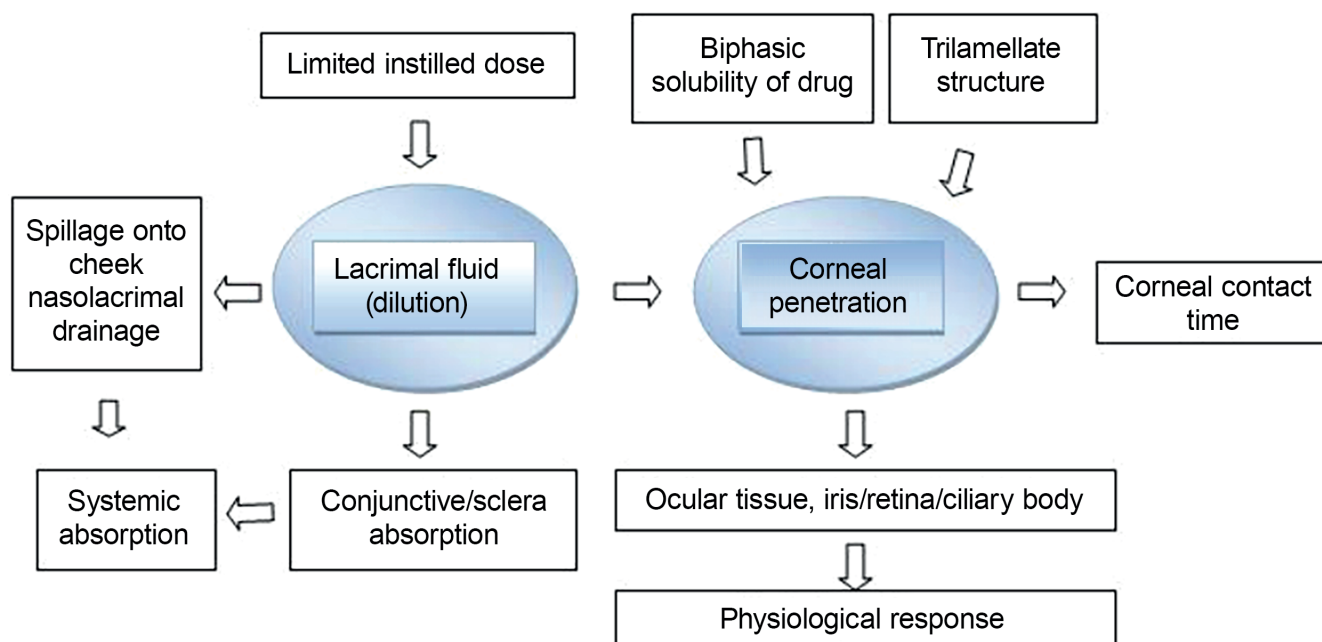 Limited instilled dose
Biphasic
solubility of drug
Trilamellate
structure
Spillage onto
cheek
nasolacrimal
drainage
Lacrimal fluid
(dilution)
Corneal
penetration
Corneal contact
time
Systemic
absorption
Conjunctive/sclera
absorption
Ocular tissue, iris/retina/ciliary body
Physiological response